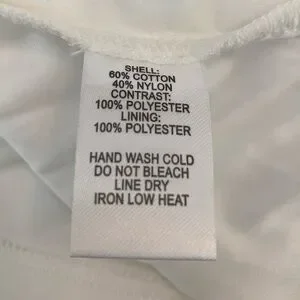 SHELL:
60% COTTON
40% NYLON
CONTRAST:
100% POLYESTER
LINING:
100% POLYESTER
HAND WASH COLD
DO NOT BLEACH
LINE DRY
IRON LOW HEAT